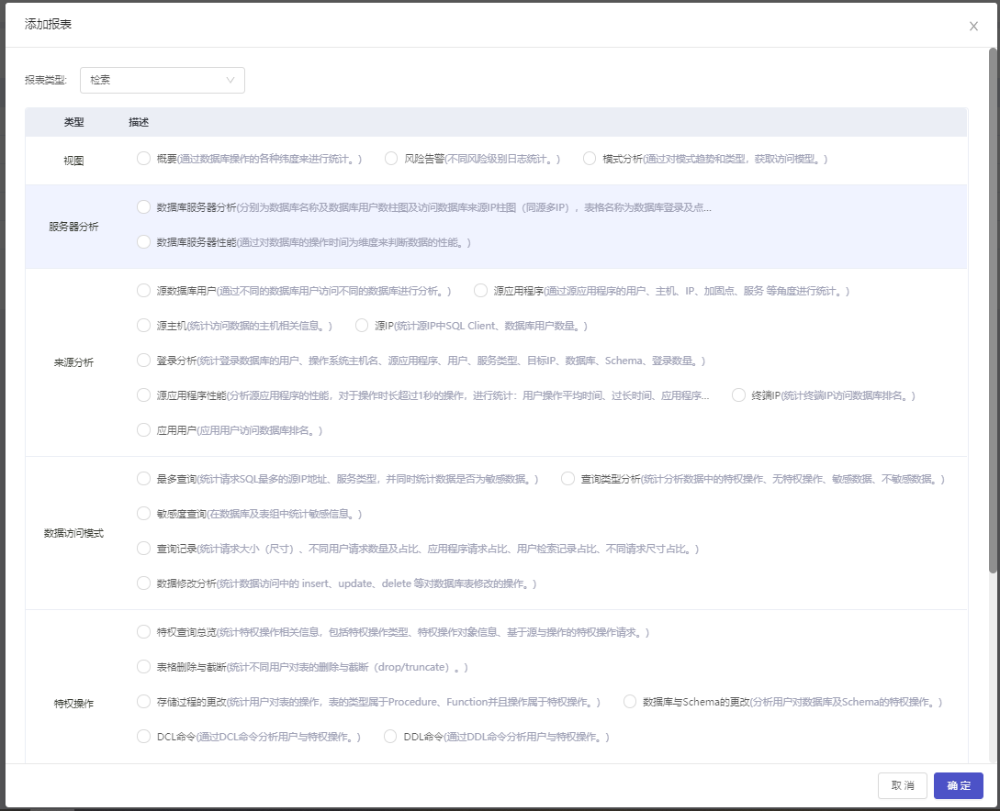 添加报表
报表类型: 检索
类型 描述
视图 概要(通过数据库操作的各种纬度来进行统计。) 风险告警(不同风险级别日志统计。) 模式分析(通过对模式趋势和类型，获取访问模型。)
数据库服务器分析(分别为数据库名称及数据库用户数柱图及访问数据库来源IP柱图（同源多IP），表格名称为数据库登录及点...
服务器分析
数据库服务器性能(通过对数据库的操作时间为维度来判断数据的性能。)
源数据库用户(通过不同的数据库用户访问不同的数据库进行分析。) 源应用程序(通过源应用程序的用户、主机、IP、加固点、服务 等角度进行统计。)
源主机(统计访问数据的主机相关信息。) 源IP(统计源IP中SQL Client、数据库用户数量。)
来源分析 登录分析(统计登录数据库的用户、操作系统主机名、源应用程序、用户、服务类型、目标IP、数据库、Schema、登录数量。)
源应用程序性能(分析源应用程序的性能，对于操作时长超过1秒的操作，进行统计：用户操作平均时间、过长时间、应用程序... 终端IP(统计终端IP访问数据库排名。)
应用用户(应用用户访问数据库排名。)
最多查询(统计请求SQL最多的源IP地址、服务类型，并同时统计数据是否为敏感数据。) 查询类型分析(统计分析数据中的特权操作、无特权操作、敏感数据、不敏感数据。)
敏感度查询(在数据库及表组中统计敏感信息。)
数据访问模式
查询记录(统计请求大小（尺寸）、不同用户请求数量及占比、应用程序请求占比、用户检索记录占比、不同请求尺寸占比。)
数据修改分析(统计数据访问中的 insert、update、delete 等对数据库表修改的操作。)
特权查询总览(统计特权操作相关信息，包括特权操作类型、特权操作对象信息、基于源与操作的特权操作请求。)
表格删除与截断(统计不同用户对表的删除与截断（drop/truncate）。)
特权操作 存储过程的更改(统计用户对表的操作，表的类型属于Procedure、Function并且操作属于特权操作。) 数据库与Schema的更改(分析用户对数据库及Schema的特权操作。)
DCL命令(通过DCL命令分析用户与特权操作。) DDL命令(通过DDL命令分析用户与特权操作。)
取 消 确 定